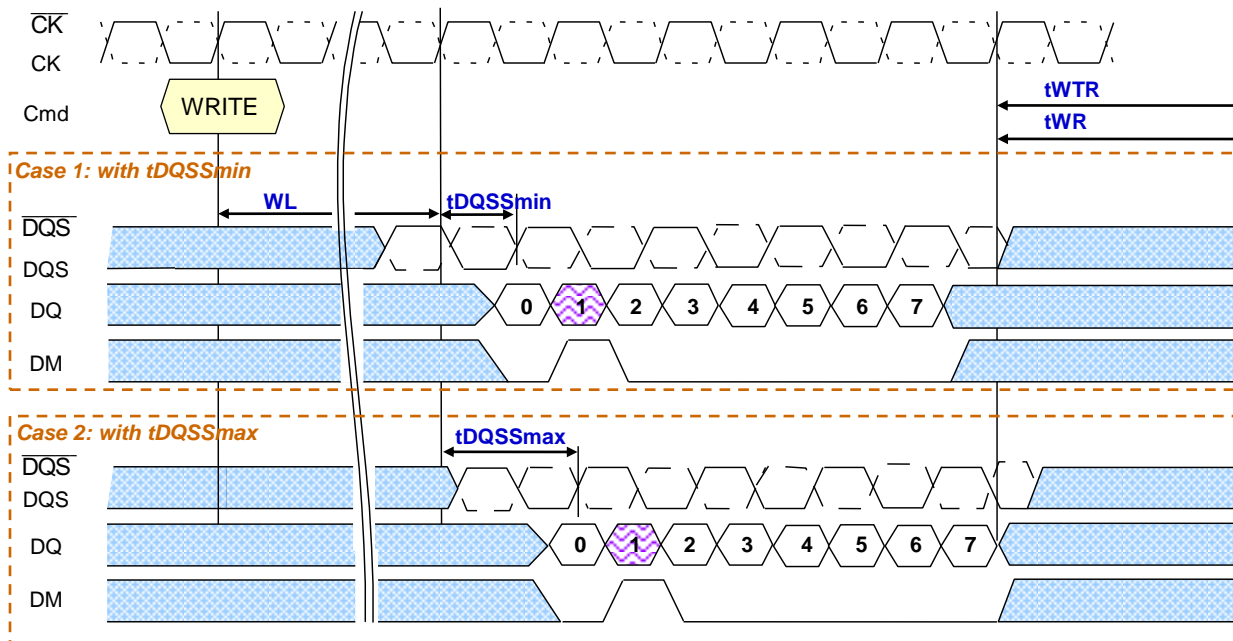 CK
CK
Cmd
WRITE
tWTR
tWR
Case 1: with tDQSSmin
WL
tDQSSmin
DQS
DQS
DQ
0 1 2 3 4 5 6 7
DM
Case 2: with tDQSSmax
tDQSSmax
DQS
DQS
DQ
0 1 2 3 4 5 6 7
DM